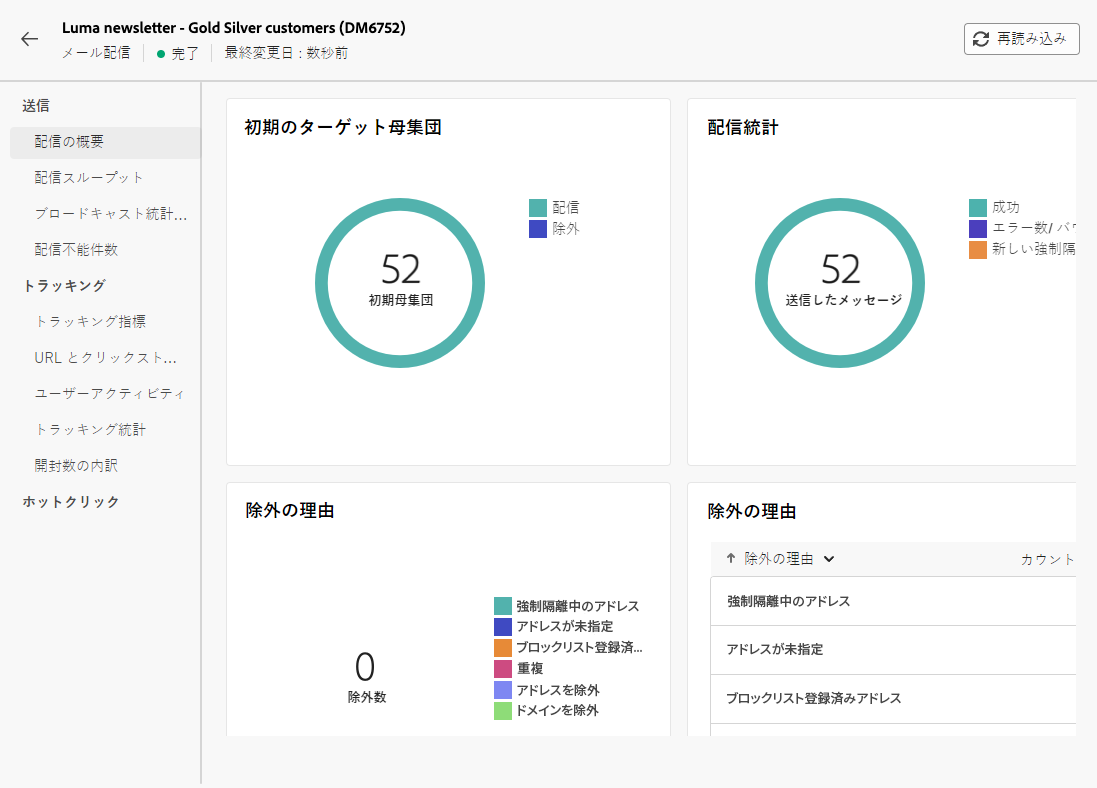 Luma newsletter - Gold Silver customers (DM6752)
メール配信
完了
最終変更日 : 数秒前
再読み込み
送信
配信の概要
配信スループット
ブロードキャスト統計...
配信不能件数
トラッキング
トラッキング指標
URL とクリックスト...
ユーザーアクティビティ
トラッキング統計
開封数の内訳
ホットクリック
初期のターゲット母集団
52
初期母集団
配信
除外
配信統計
52
送信したメッセージ
成功
エラー数/ バウ
新しい強制隔
除外の理由
0
除外数
強制隔離中のアドレス
アドレスが未指定
ブロックリスト登録済...
重複
アドレスを除外
ドメインを除外
除外の理由
除外の理由
カウント
強制隔離中のアドレス
アドレスが未指定
ブロックリスト登録済みアドレス